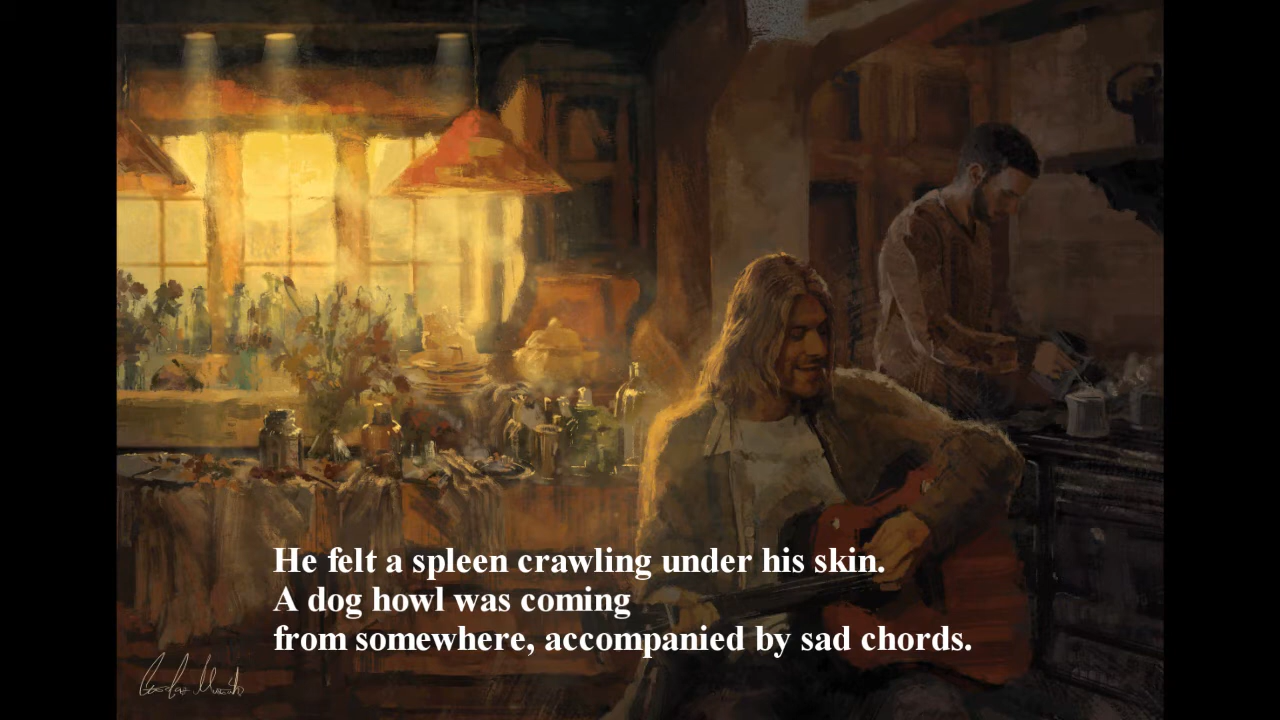 He felt a spleen crawling under his skin.
A dog howl was coming
from somewhere, accompanied by sad chords.